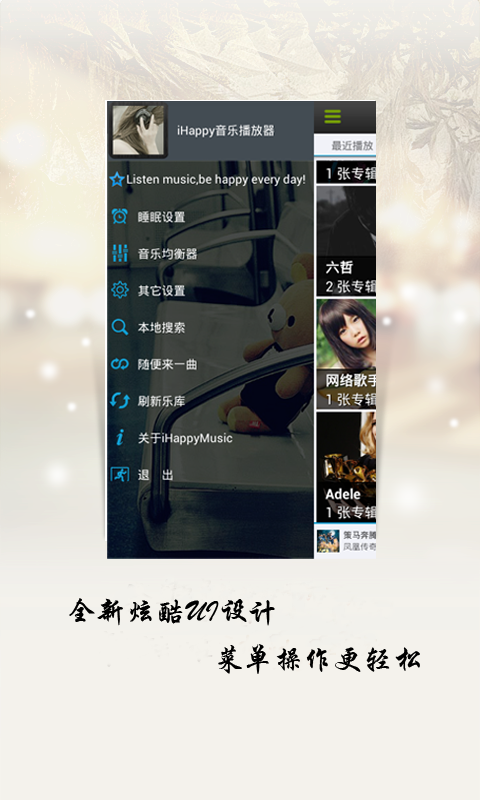 iHappy音乐播放器
最近播放
Listen music,be happy every day!
1 张专辑
睡眠设置
音乐均衡器
六哲
其它设置
2 张专辑
本地搜索
随便来一曲
网络歌手
刷新乐库
1 张专辑
关于iHappyMusic
退 出
Adele
1 张专辑
策马奔腾
凤凰传奇
全新炫酷UI设计
菜单操作更轻松